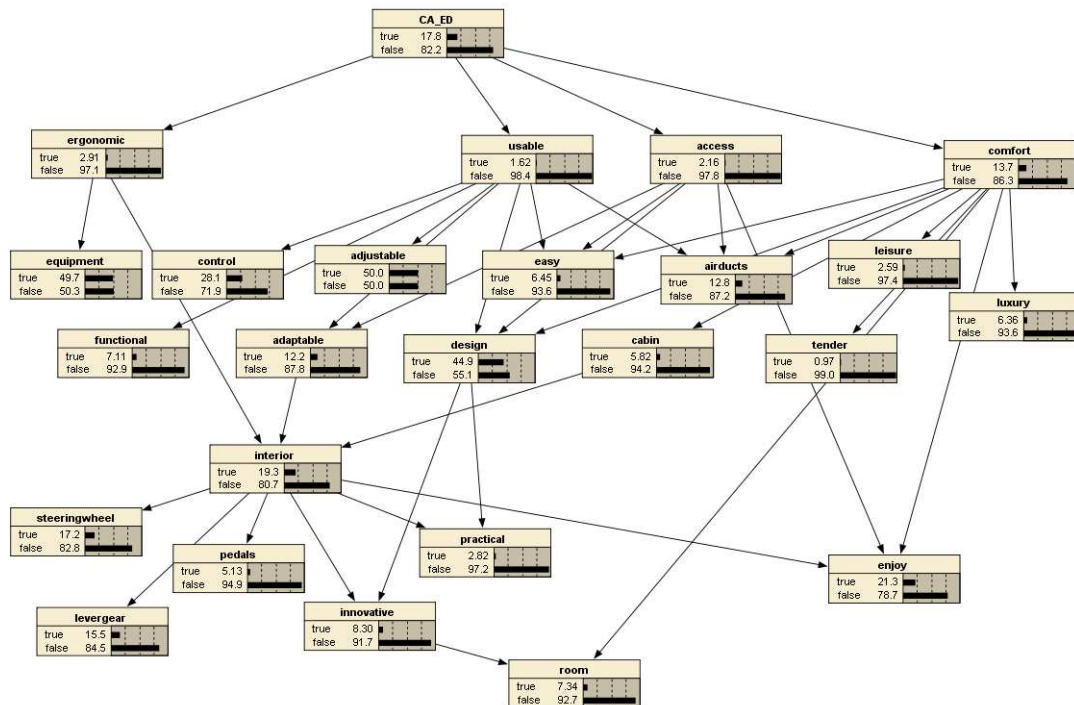 CA_ED
true 17.8
false 82.2
ergonomic
true 2.91
false 97.1
usable
true 1.62
false 98.4
access
true 2.16
false 97.8
comfort
true 13.7
false 86.3
equipment
true 49.7
false 50.3
control
true 28.1
false 71.9
adjustable
true 50.0
false 50.0
easy
true 6.45
false 93.6
airducts
true 12.8
false 87.2
leisure
true 2.59
false 97.4
luxury
true 6.36
false 93.6
functional
true 7.11
false 92.9
adaptable
true 12.2
false 87.8
design
true 44.9
false 55.1
cabin
true 5.82
false 94.2
tender
true 0.97
false 99.0
interior
true 19.3
false 80.7
steeringwheel
true 17.2
false 82.8
pedals
true 5.13
false 94.9
practical
true 2.82
false 97.2
enjoy
true 21.3
false 78.7
levergear
true 15.5
false 84.5
innovative
true 8.30
false 91.7
room
true 7.34
false 92.7